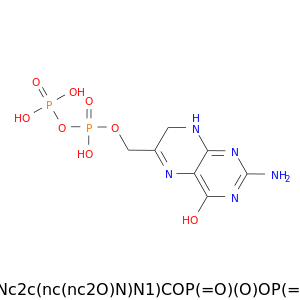 O
OH O
P
HO H
O P O N
OH N
N NH2
N
HO
Nc2c(nc(nc2O)N)N1)COP(=O)(O)OP(=